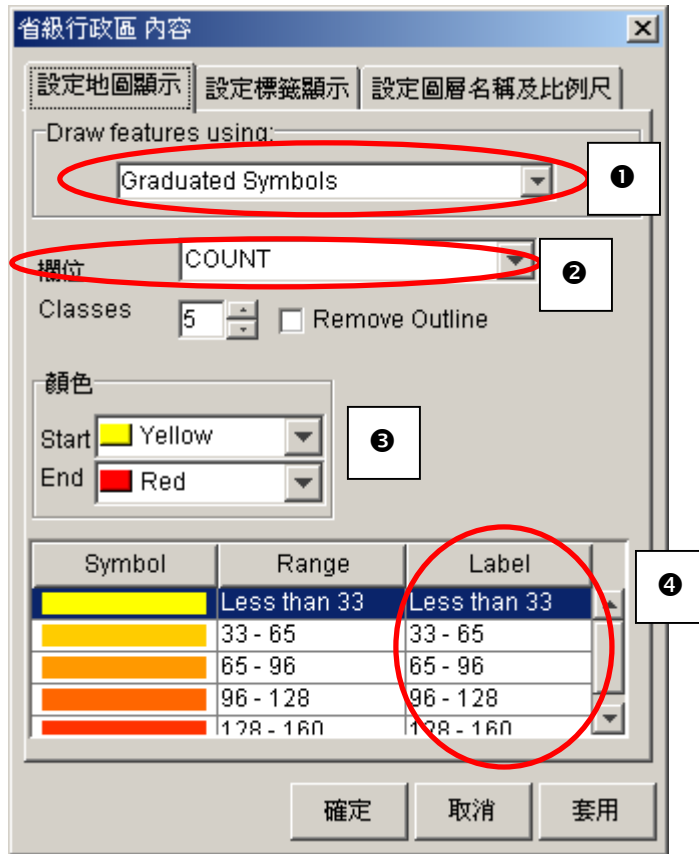 省級行政區 內容
設定地圖顯示 設定標籤顯示 設定圖層名稱及比例尺
Draw features using:
Graduated Symbols ❶
欄位 COUNT ❷
Classes 5 Remove Outline
顏色
Start Yellow ❸
End Red
Symbol Range Label ❹
Less than 33 Less than 33
33 - 65 33 - 65
65 - 96 65 - 96
96 - 128 96 - 128
128 - 160 128 - 160
確定 取消 套用